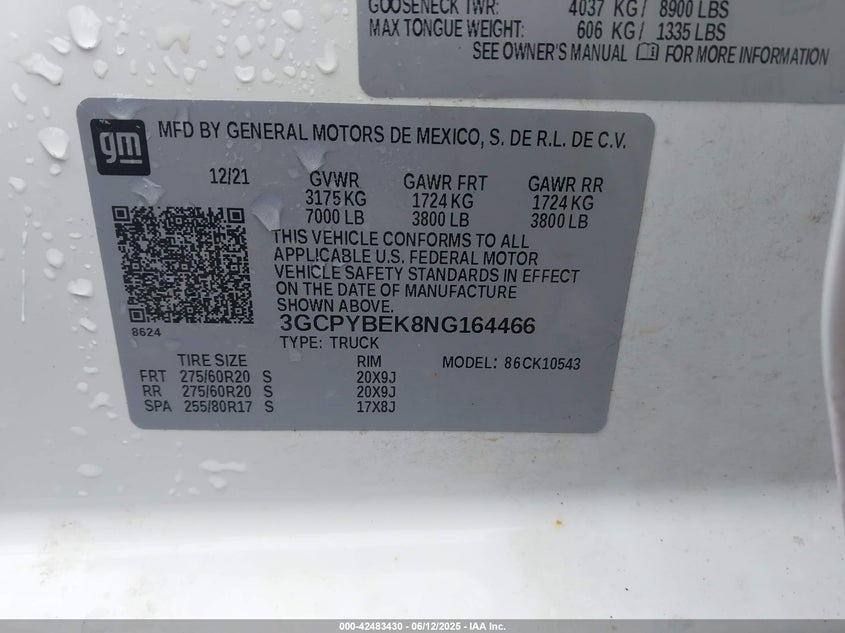 GOOSENECK TWR: 4037 KG / 8900 LBS
MAX TONGUE WEIGHT: 606 KG / 1335 LBS
SEE OWNER'S MANUAL FOR MORE INFORMATION
gm
MFD BY GENERAL MOTORS DE MEXICO, S. DE R.L. DE C.V.
12/21 GVWR GAWR FRT GAWR RR
3175 KG 1724 KG 1724 KG
7000 LB 3800 LB 3800 LB
THIS VEHICLE CONFORMS TO ALL
APPLICABLE U.S. FEDERAL MOTOR
VEHICLE SAFETY STANDARDS IN EFFECT
ON THE DATE OF MANUFACTURE
SHOWN ABOVE.
8624
3GCPYBEK8NG164466
TYPE: TRUCK
TIRE SIZE RIM MODEL: 86CK10543
FRT 275/60R20 S 20X9J
RR 275/60R20 S 20X9J
SPA 255/80R17 S 17X8J
000-42483430 - 06/12/2025 - IAA Inc.